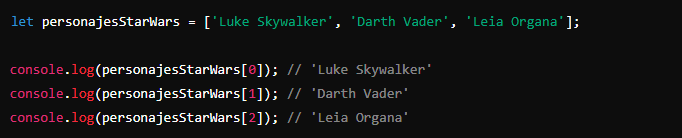 let personajesStarWars = ['Luke Skywalker', 'Darth Vader', 'Leia Organa'];
console.log(personajesStarWars[0]); // 'Luke Skywalker'
console.log(personajesStarWars[1]); // 'Darth Vader'
console.log(personajesStarWars[2]); // 'Leia Organa'